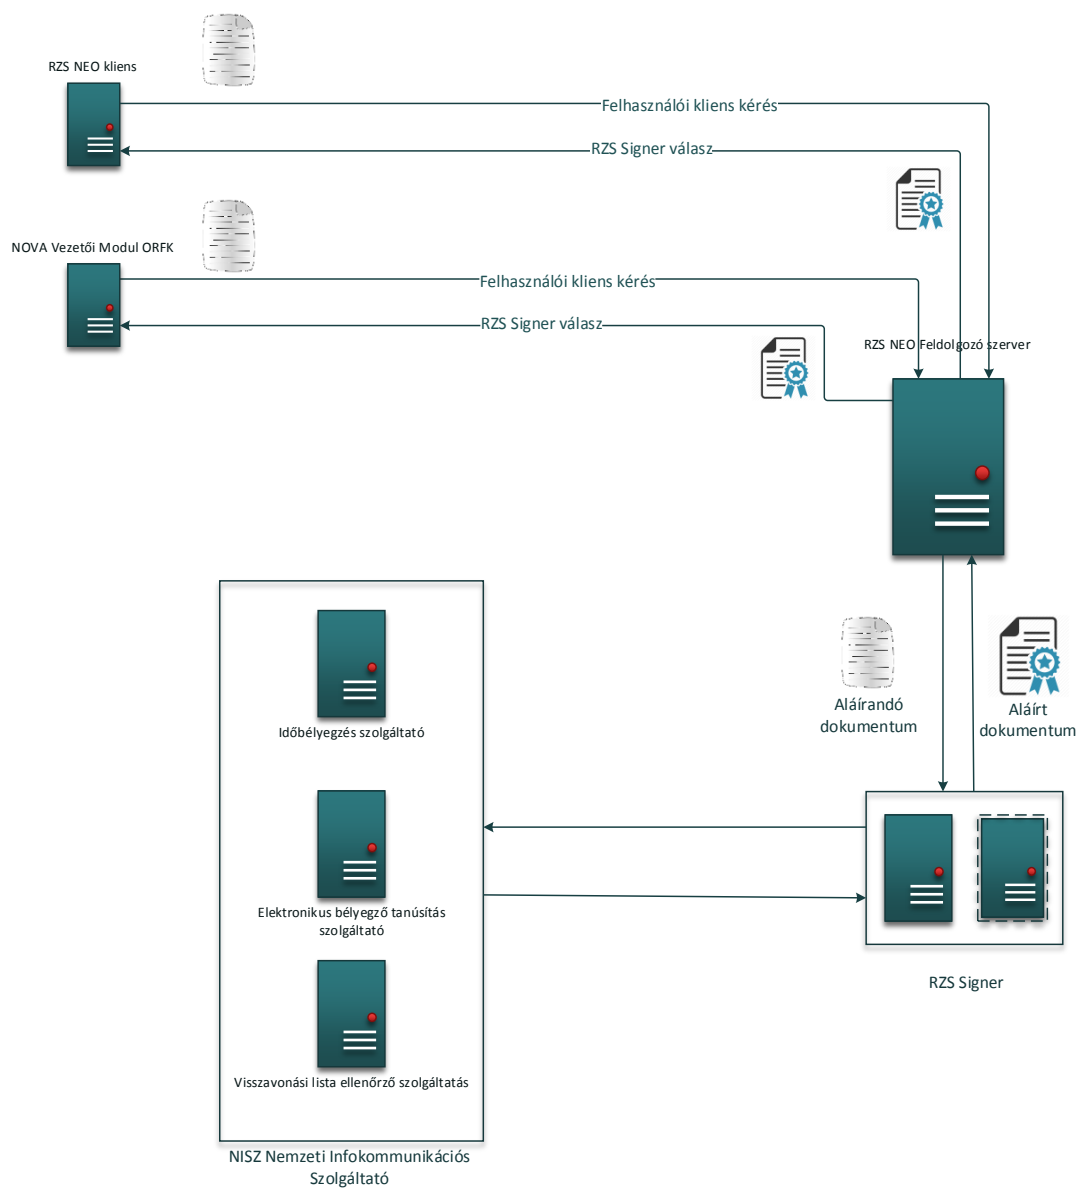 RZS NEO kliens
Felhasználói kliens kérés
RZS Signer válasz
NOVA Vezetői Modul ORFK
Felhasználói kliens kérés
RZS Signer válasz
RZS NEO Feldolgozó szerver
Aláírandó
dokumentum
Aláírt
dokumentum
Időbélyegzés szolgáltató
Elektronikus bélyegző tanúsítás
szolgáltató
RZS Signer
Visszavonási lista ellenőrző szolgáltatás
NISZ Nemzeti Infokommunikációs
Szolgáltató